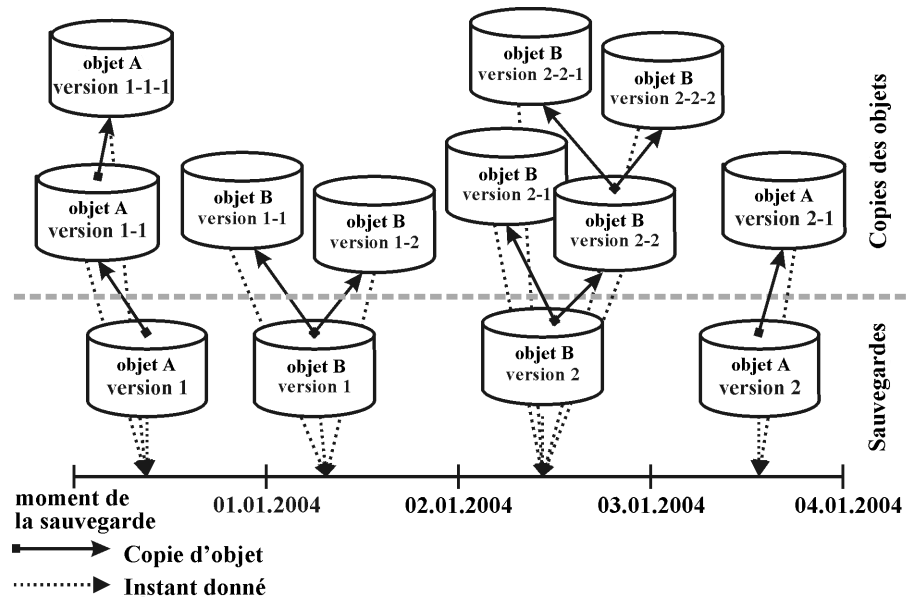 objet A
version 1-1-1
objet B
version 2-2-1
objet B
version 2-2-2
objet A
version 1-1
objet B
version 1-1
objet B
version 1-2
objet B
version 2-1
objet B
version 2-2
objet A
version 2-1
Copies des objets
objet A
version 1
objet B
version 1
objet B
version 2
objet A
version 2
Sauvegardes
01.01.2004
02.01.2004
03.01.2004
04.01.2004
moment de
la sauvegarde
Copie d’objet
Instant donné